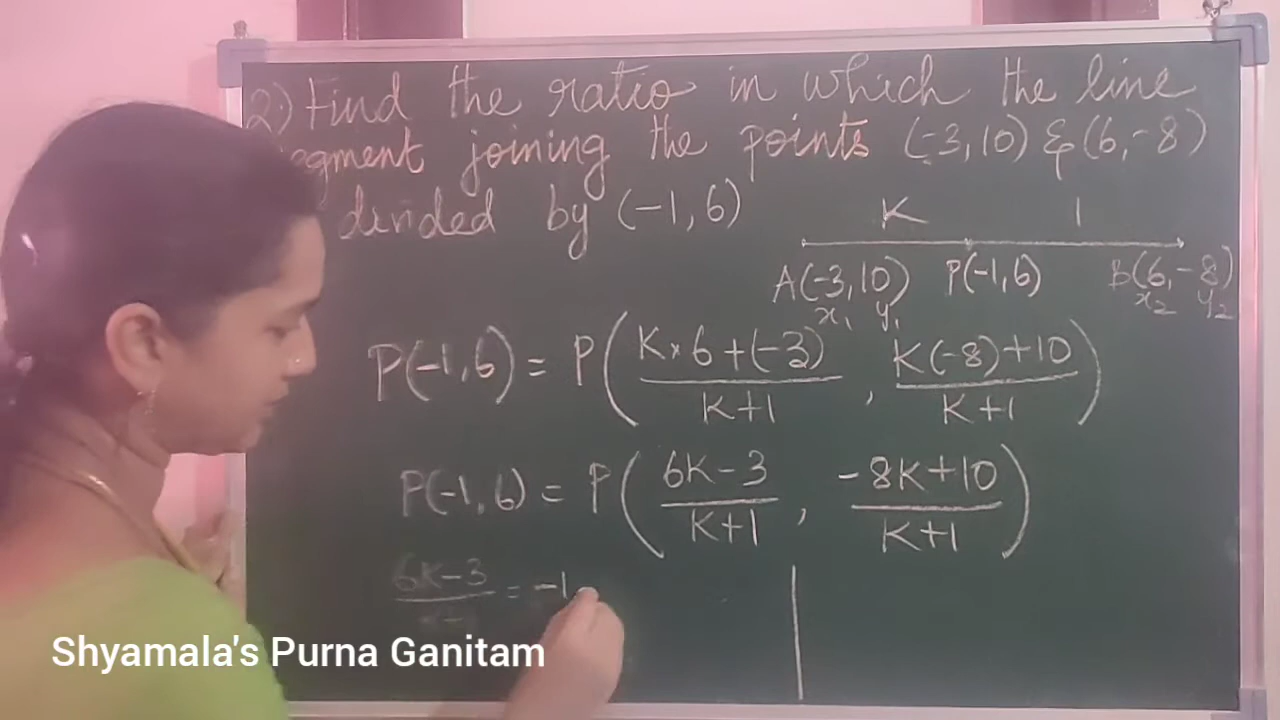 2) Find the ratio in which the line
egment joining the points (-3,10) & (6,-8)
divided by (-1,6)
K 1
A(-3,10) P(-1,6) B(6,-8)
x₁ y₁ x₂ y₂
P(-1,6) = P( (K×6+(-3))/(K+1) , (K(-8)+10)/(K+1) )
P(-1,6) = P( (6K-3)/(K+1) , (-8K+10)/(K+1) )
(6K-3)/(K+1) = -1
Shyamala's Purna Ganitam